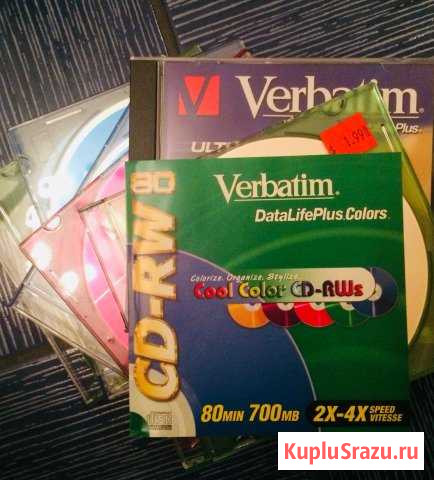 Verbatim.
ULT
Plus.
$ 1.99
CD-RW 80
Verbatim.
DataLifePlus.Colors.
Colorize. Organize. Stylize.
Cool Color CD-RWs
80MIN 700MB
2X-4X SPEED
VITESSE
KupluSrazu.ru